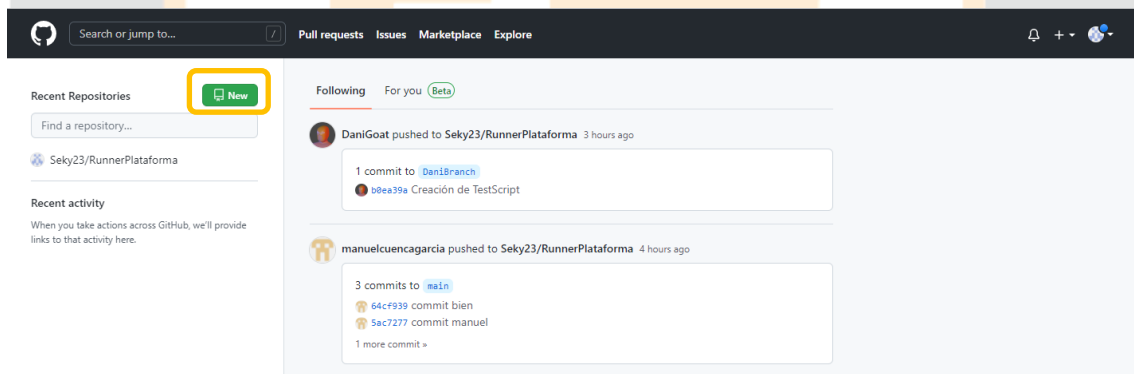 Search or jump to... /
Pull requests Issues Marketplace Explore
Recent Repositories
New
Find a repository...
Seky23/RunnerPlataforma
Recent activity
When you take actions across GitHub, we'll provide
links to that activity here.
Following For you Beta
DaniGoat pushed to Seky23/RunnerPlataforma 3 hours ago
1 commit to DaniBranch
b0ea39a Creación de TestScript
manuelcuencagarcia pushed to Seky23/RunnerPlataforma 4 hours ago
3 commits to main
64cf939 commit bien
5ac7277 commit manuel
1 more commit »